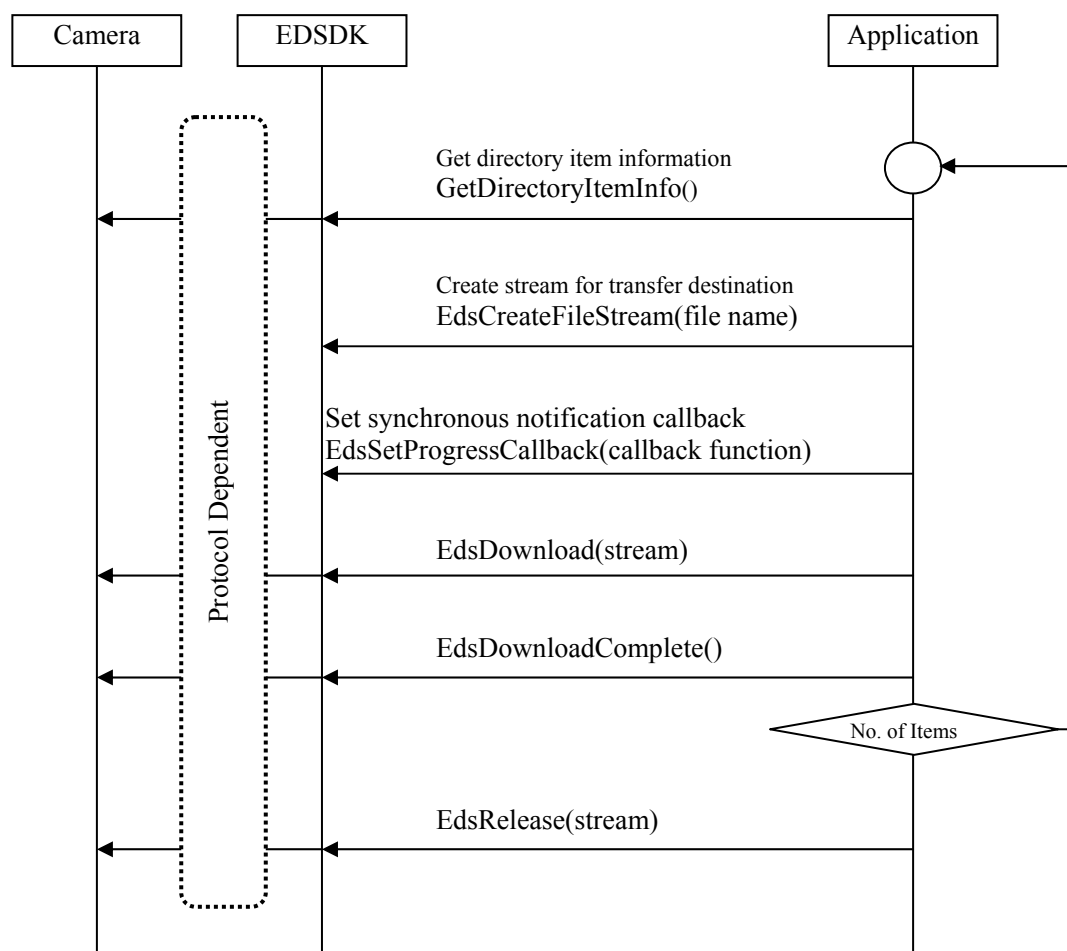 Camera
EDSDK
Application
Get directory item information
GetDirectoryItemInfo()
Create stream for transfer destination
EdsCreateFileStream(file name)
Set synchronous notification callback
EdsSetProgressCallback(callback function)
Protocol Dependent
EdsDownload(stream)
EdsDownloadComplete()
No. of Items
EdsRelease(stream)